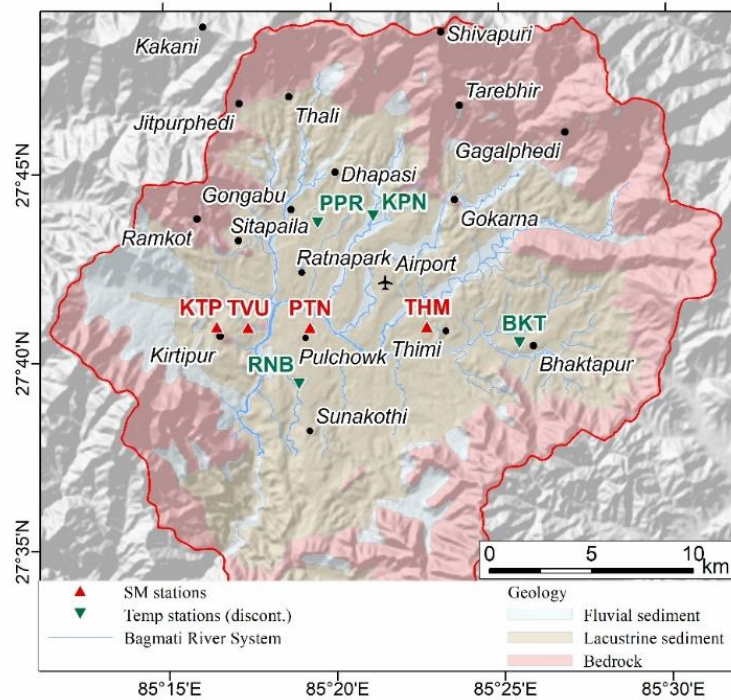 Kakani
Shivapuri
Jitpurphedi
Thali
Tarebhir
Gagalphedi
27°45'N
Dhapasi
Gongabu
PPR
KPN
Gokarna
Ramkot
Sitapaila
Ratnapark
Airport
KTP
TVU
PTN
THM
BKT
27°40'N
Kirtipur
RNB
Pulchowk
Thimi
Bhaktapur
Sunakothi
27°35'N
0 5 10
km
SM stations
Temp stations (discont.)
Bagmati River System
Geology
Fluvial sediment
Lacustrine sediment
Bedrock
85°15'E
85°20'E
85°25'E
85°30'E